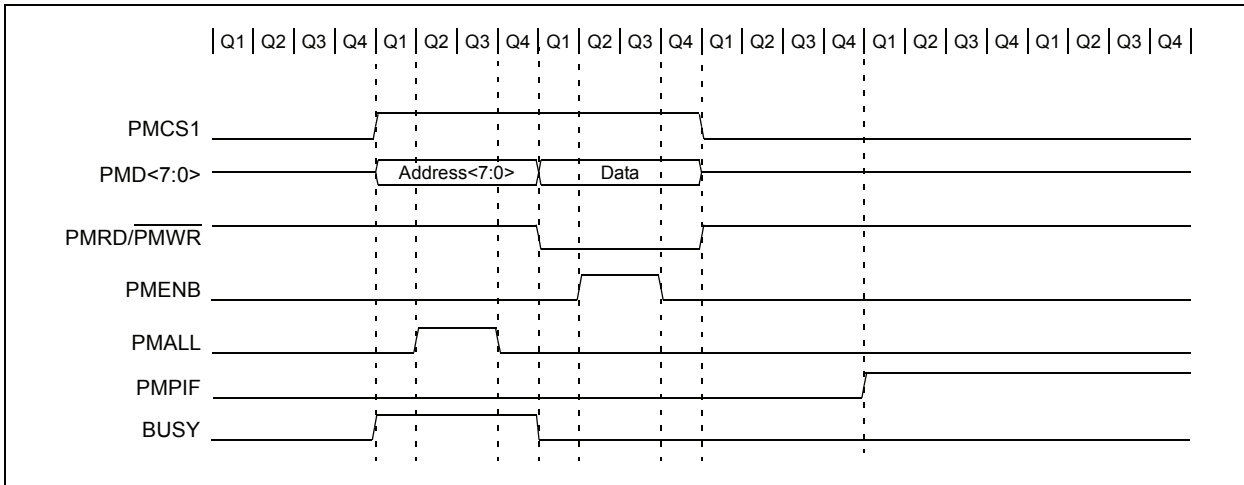 Q1 Q2 Q3 Q4 Q1 Q2 Q3 Q4 Q1 Q2 Q3 Q4 Q1 Q2 Q3 Q4 Q1 Q2 Q3 Q4 Q1 Q2 Q3 Q4
PMCS1
PMD<7:0> Address<7:0> Data
PMRD/PMWR
PMENB
PMALL
PMPIF
BUSY